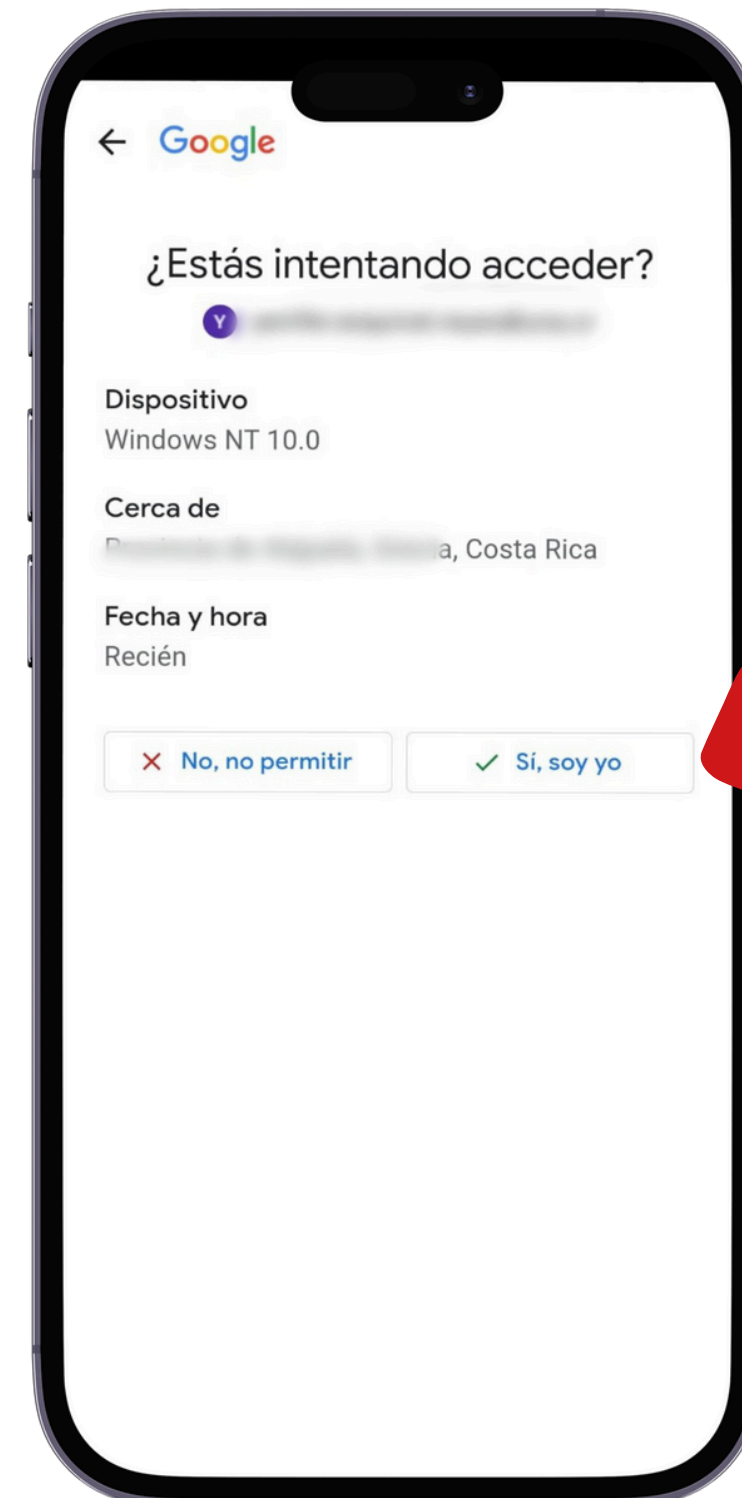 Google
¿Estás intentando acceder?
Y
Dispositivo
Windows NT 10.0
Cerca de
a, Costa Rica
Fecha y hora
Recién
No, no permitir
Sí, soy yo